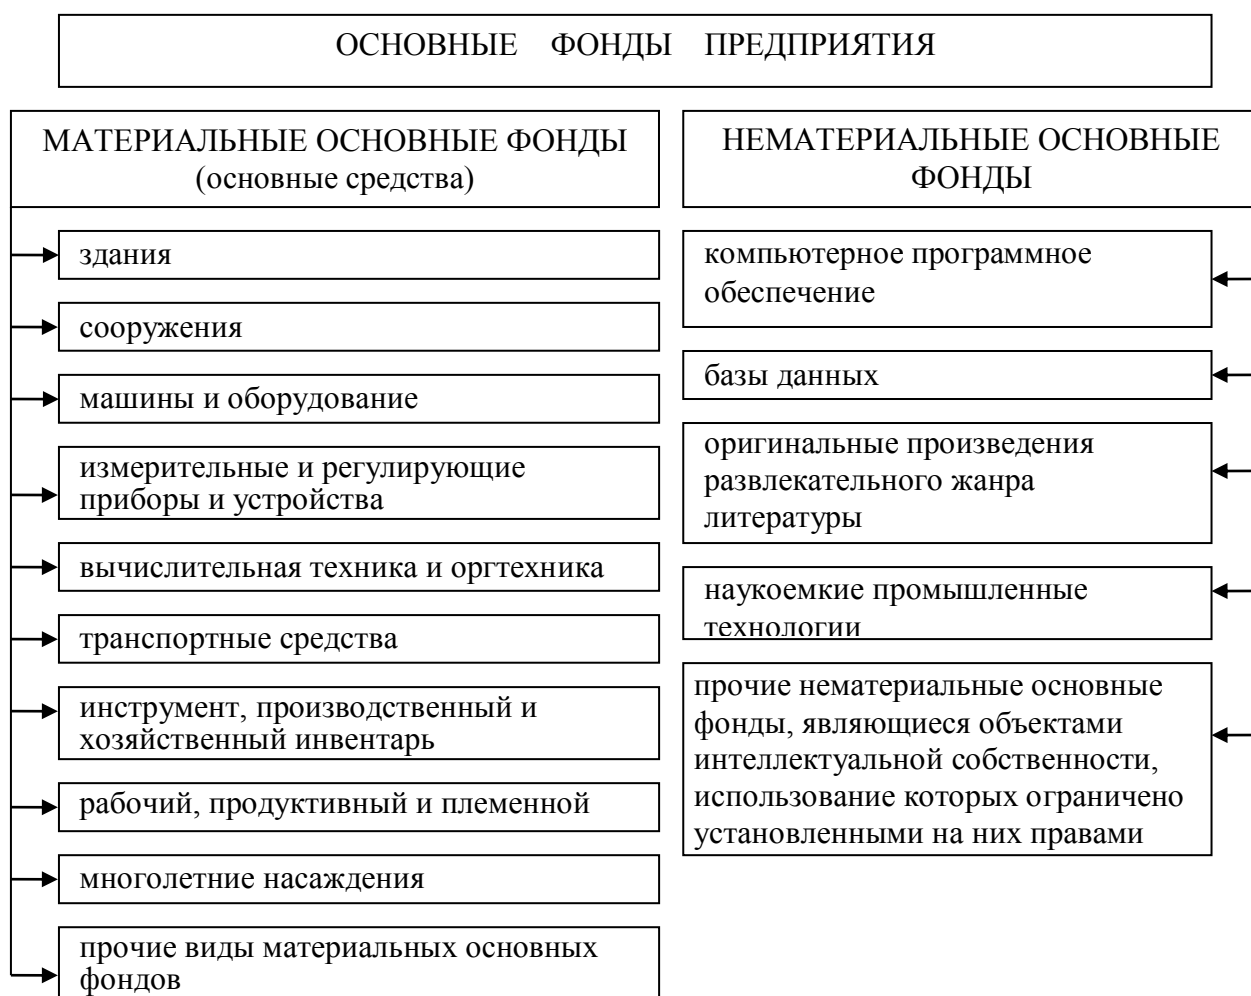 ОСНОВНЫЕ ФОНДЫ ПРЕДПРИЯТИЯ
МАТЕРИАЛЬНЫЕ ОСНОВНЫЕ ФОНДЫ
(основные средства)
здания
сооружения
машины и оборудование
измерительные и регулирующие
приборы и устройства
вычислительная техника и оргтехника
транспортные средства
инструмент, производственный и
хозяйственный инвентарь
рабочий, продуктивный и племенной
многолетние насаждения
прочие виды материальных основных
фондов
НЕМАТЕРИАЛЬНЫЕ ОСНОВНЫЕ
ФОНДЫ
компьютерное программное
обеспечение
базы данных
оригинальные произведения
развлекательного жанра
литературы
наукоемкие промышленные
технологии
прочие нематериальные основные
фонды, являющиеся объектами
интеллектуальной собственности,
использование которых ограничено
установленными на них правами